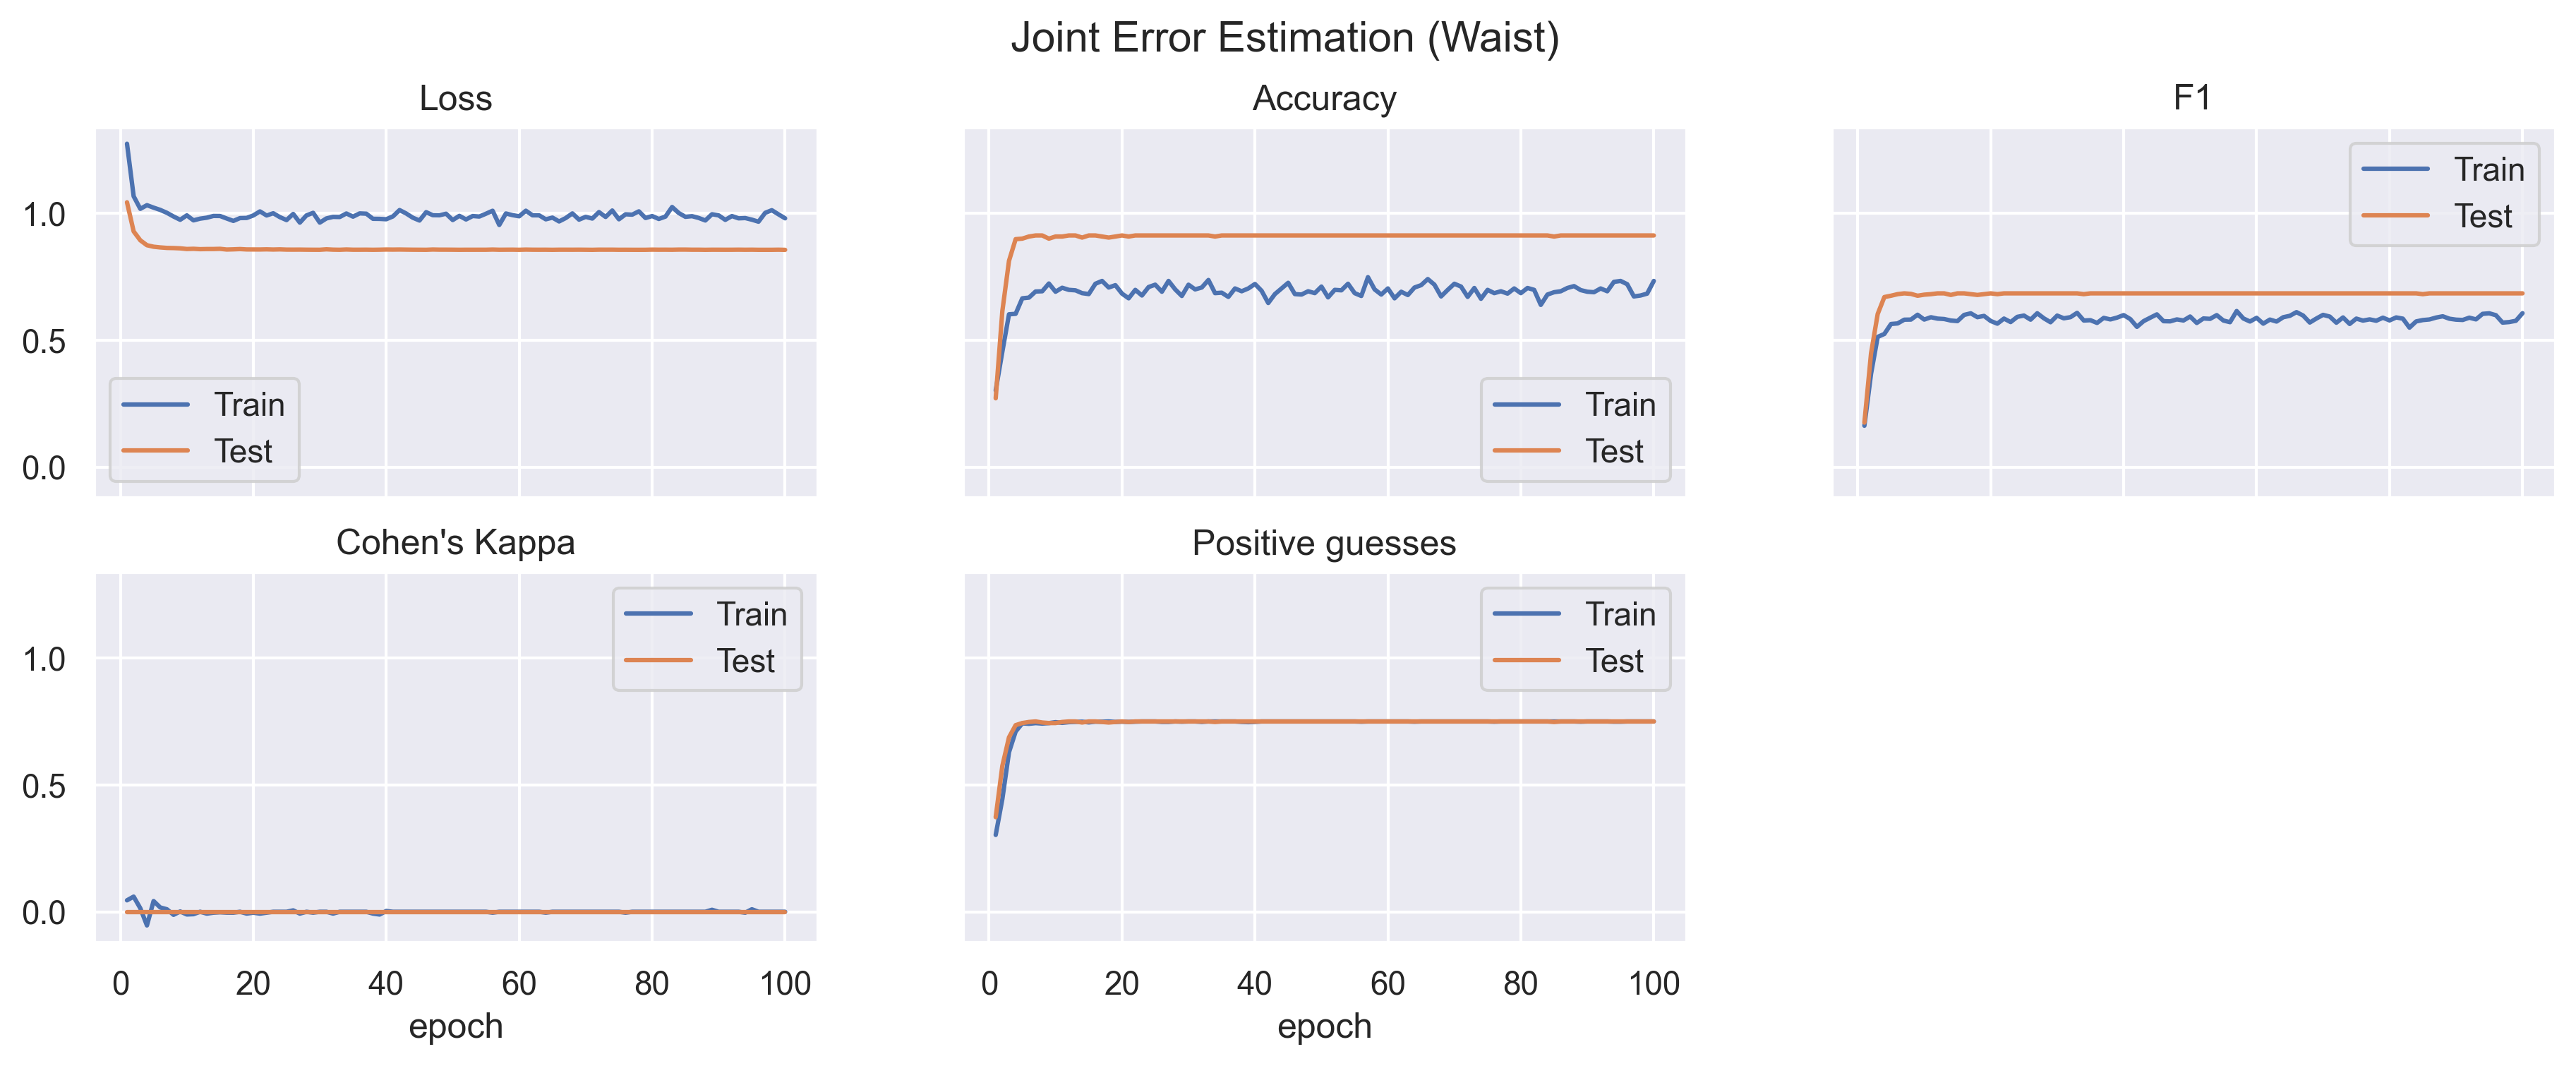 Joint Error Estimation (Waist)
Loss
1.0
0.5
0.0
Train
Test
Accuracy
Train
Test
F1
Train
Test
Cohen's Kappa
1.0
0.5
0.0
Train
Test
0 20 40 60 80 100
epoch
Positive guesses
Train
Test
0 20 40 60 80 100
epoch